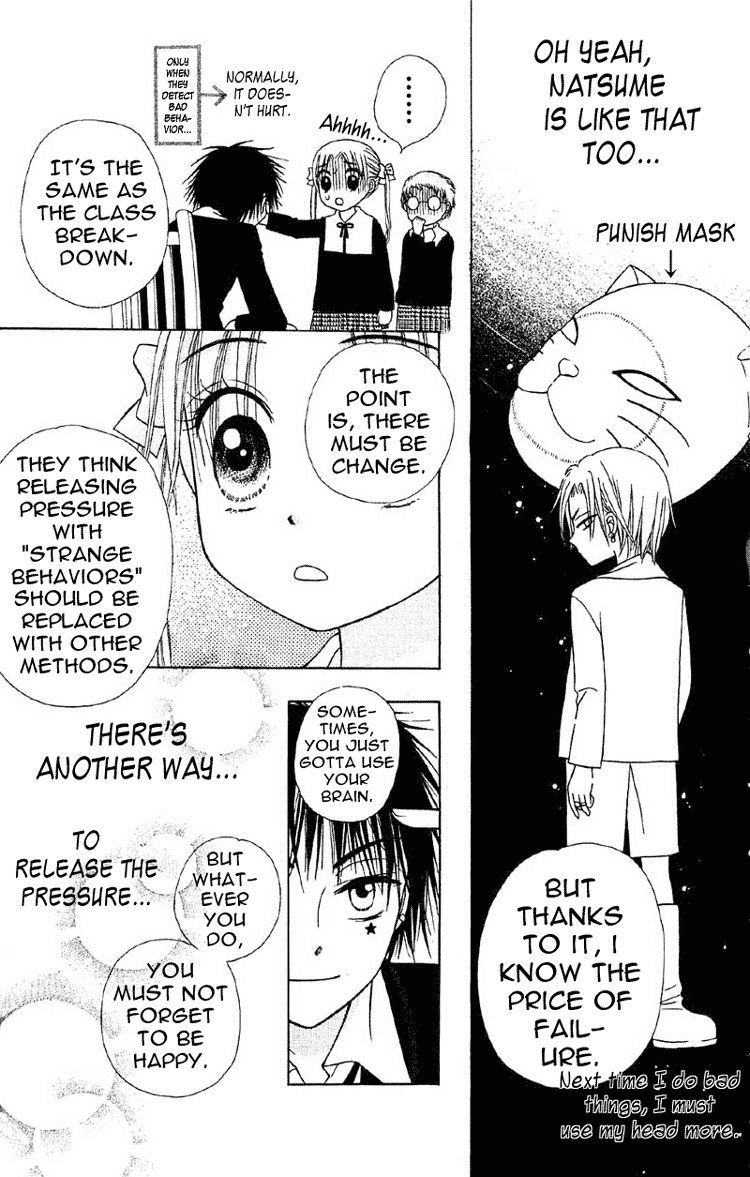 OH YEAH,
NATSUME
IS LIKE THAT
TOO...
PUNISH MASK
BUT
THANKS
TO IT, I
KNOW THE
PRICE OF
FAIL-
URE.
Next time I do bad
things, I must
use my head more.
ONLY
WHEN
THEY
DETECT
BAD
BEHA-
VIOR...
NORMALLY,
IT DOES-
N'T HURT.
Ahhhh...
......
IT'S THE
SAME AS
THE CLASS
BREAK-
DOWN.
THE
POINT
IS, THERE
MUST BE
CHANGE.
THEY THINK
RELEASING
PRESSURE
WITH
"STRANGE
BEHAVIORS"
SHOULD BE
REPLACED
WITH OTHER
METHODS.
SOME-
TIMES,
YOU JUST
GOTTA USE
YOUR
BRAIN.
THERE'S
ANOTHER WAY...
TO
RELEASE THE
PRESSURE...
BUT
WHAT-
EVER
YOU
DO,
YOU
MUST NOT
FORGET
TO BE
HAPPY.